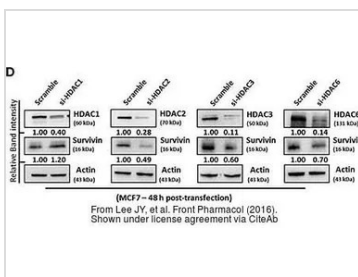 D
Scramble si-HDAC1 Scramble si-HDAC2 Scramble si-HDAC3 Scramble si-HDAC6
Relative Band intensity
HDAC1 (60 kDa) HDAC2 (70 kDa) HDAC3 (50 kDa) HDAC6 (131 kDa)
1.00 0.40 1.00 0.28 1.00 0.11 1.00 0.14
Survivin (16 kDa) Survivin (16 kDa) Survivin (16 kDa) Survivin (16 kDa)
1.00 1.20 1.00 0.49 1.00 0.60 1.00 0.70
Actin (43 kDa) Actin (43 kDa) Actin (43 kDa) Actin (43 kDa)
(MCF7 – 48 h post-transfection)
From Lee JY, et al. Front Pharmacol (2016).
Shown under license agreement via CiteAb